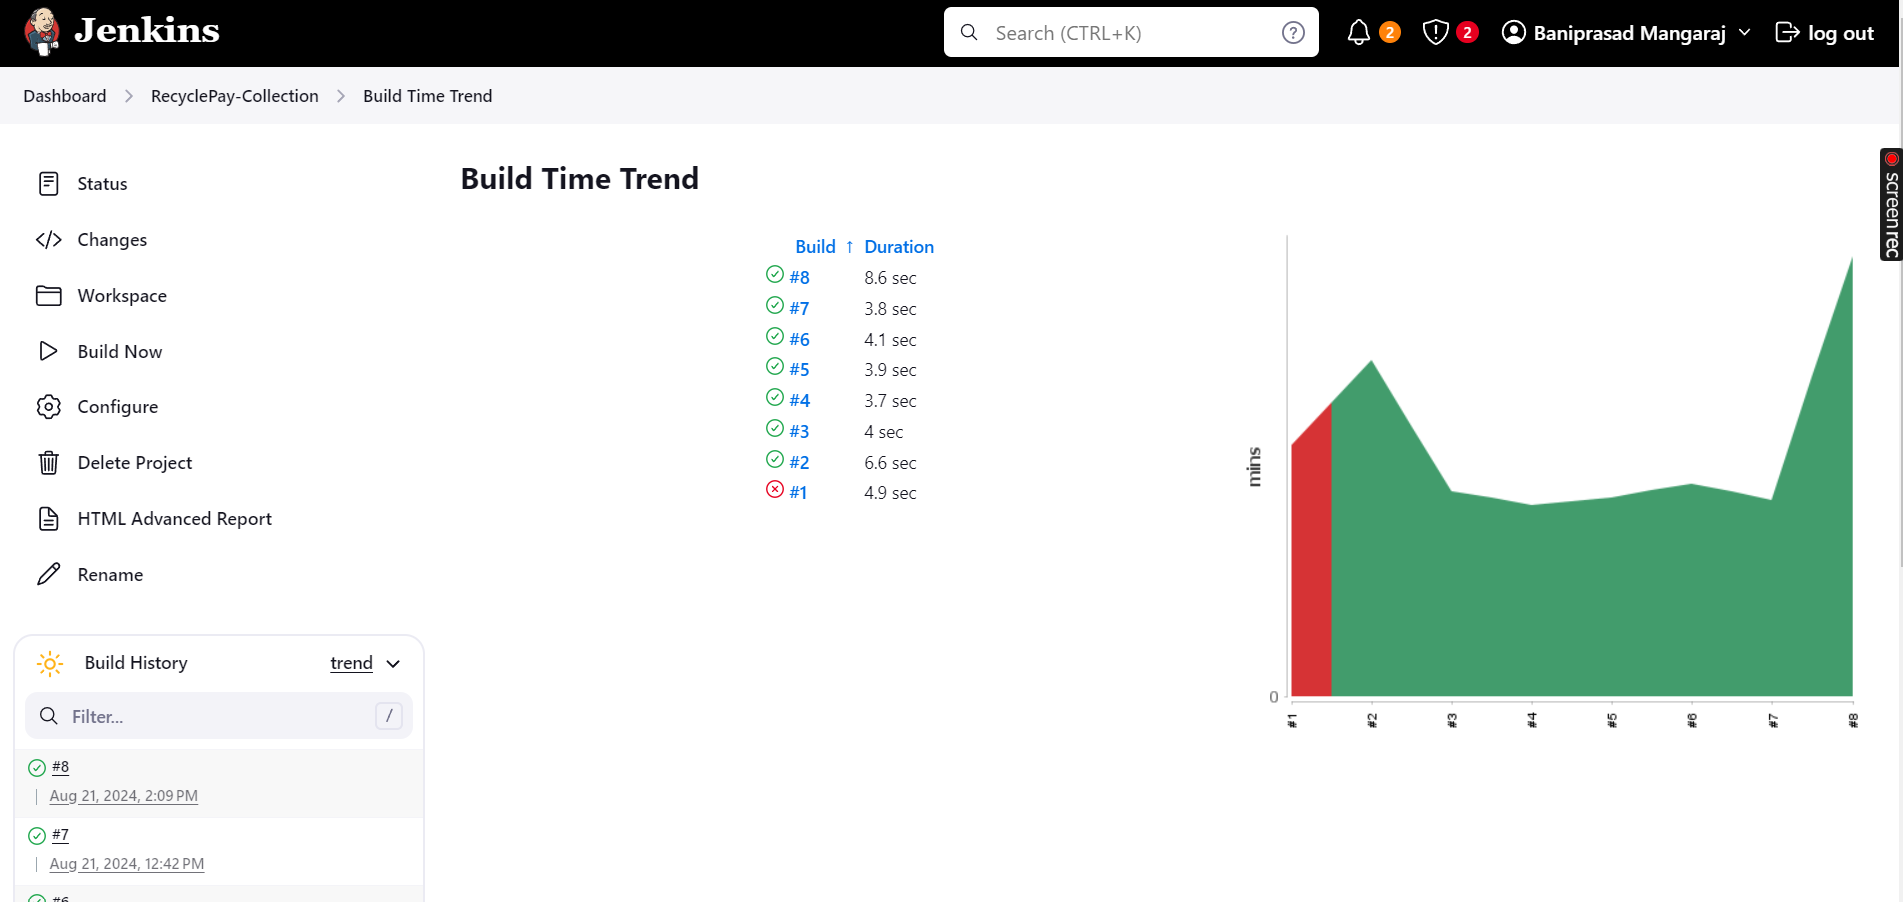 Jenkins
Search (CTRL+K)
?
2
2
Baniprasad Mangaraj
log out
Dashboard > RecyclePay-Collection > Build Time Trend
screenrec
Status
Changes
Workspace
Build Now
Configure
Delete Project
HTML Advanced Report
Rename
Build History trend
Filter...
/
#8
Aug 21, 2024, 2:09 PM
#7
Aug 21, 2024, 12:42 PM
#6
Build Time Trend
Build ↑ Duration
#8 8.6 sec
#7 3.8 sec
#6 4.1 sec
#5 3.9 sec
#4 3.7 sec
#3 4 sec
#2 6.6 sec
#1 4.9 sec
mins
0
#1 #2 #3 #4 #5 #6 #7 #8